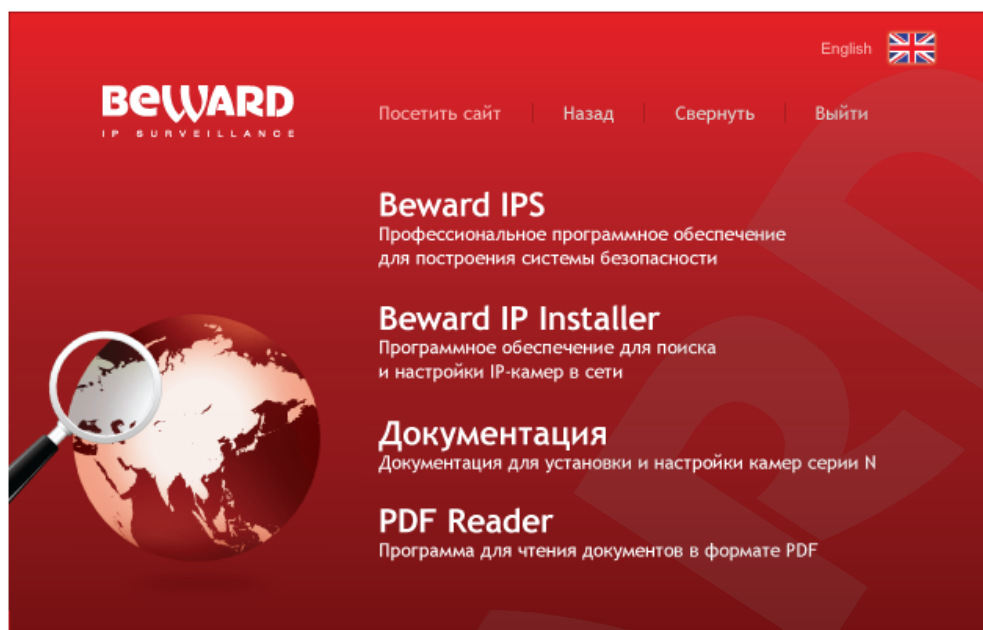 English
BEWARD
IP SURVEILLANCE
Посетить сайт
Назад
Свернуть
Выйти
Beward IPS
Профессиональное программное обеспечение
для построения системы безопасности
Beward IP Installer
Программное обеспечение для поиска
и настройки IP-камер в сети
Документация
Документация для установки и настройки камер серии N
PDF Reader
Программа для чтения документов в формате PDF